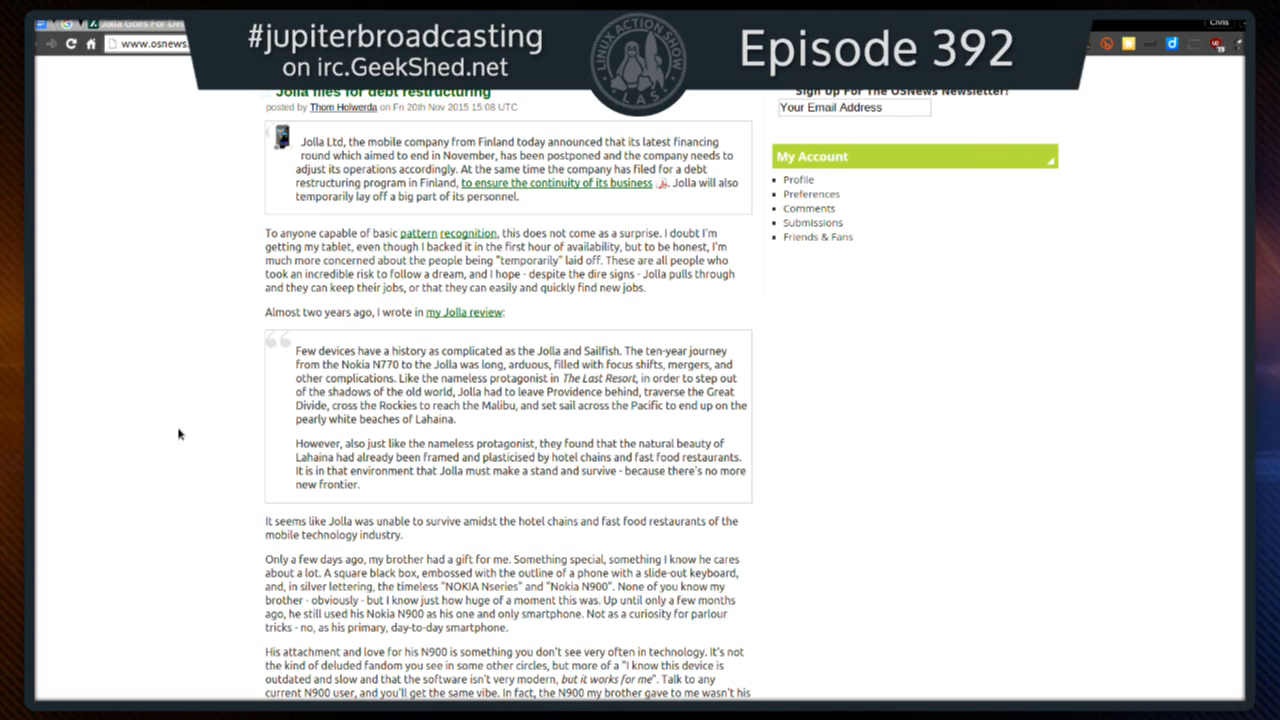 Jolla Goes For Del
Chris
www.osnews.
#jupiterbroadcasting
on irc.GeekShed.net
LINUX ACTION SHOW
L.A.S.
Episode 392
Jolla files for debt restructuring
posted by Thom Holwerda on Fri 20th Nov 2015 15:08 UTC
Jolla Ltd, the mobile company from Finland today announced that its latest financing
round which aimed to end in November, has been postponed and the company needs to
adjust its operations accordingly. At the same time the company has filed for a debt
restructuring program in Finland, to ensure the continuity of its business . Jolla will also
temporarily lay off a big part of its personnel.
To anyone capable of basic pattern recognition, this does not come as a surprise. I doubt I'm
getting my tablet, even though I backed it in the first hour of availability, but to be honest, I'm
much more concerned about the people being "temporarily" laid off. These are all people who
took an incredible risk to follow a dream, and I hope - despite the dire signs - Jolla pulls through
and they can keep their jobs, or that they can easily and quickly find new jobs.
Almost two years ago, I wrote in my Jolla review:
Few devices have a history as complicated as the Jolla and Sailfish. The ten-year journey
from the Nokia N770 to the Jolla was long, arduous, filled with focus shifts, mergers, and
other complications. Like the nameless protagonist in The Last Resort, in order to step out
of the shadows of the old world, Jolla had to leave Providence behind, traverse the Great
Divide, cross the Rockies to reach the Malibu, and set sail across the Pacific to end up on the
pearly white beaches of Lahaina.
However, also just like the nameless protagonist, they found that the natural beauty of
Lahaina had already been framed and plasticised by hotel chains and fast food restaurants.
It is in that environment that Jolla must make a stand and survive - because there's no more
new frontier.
It seems like Jolla was unable to survive amidst the hotel chains and fast food restaurants of the
mobile technology industry.
Only a few days ago, my brother had a gift for me. Something special, something I know he cares
about a lot. A square black box, embossed with the outline of a phone with a slide-out keyboard,
and, in silver lettering, the timeless "NOKIA Nseries" and "Nokia N900". None of you know my
brother - obviously - but I know just how huge of a moment this was. Up until only a few months
ago, he still used his Nokia N900 as his one and only smartphone. Not as a curiosity for parlour
tricks - no, as his primary, day-to-day smartphone.
His attachment and love for his N900 is something you don't see very often in technology. It's not
the kind of deluded fandom you see in some other circles, but more of a "I know this device is
outdated and slow and that the software isn't very modern, but it works for me". Talk to any
current N900 user, and you'll get the same vibe. In fact, the N900 my brother gave to me wasn't his
Sign Up For The OSNews Newsletter!
Your Email Address
My Account
Profile
Preferences
Comments
Submissions
Friends & Fans